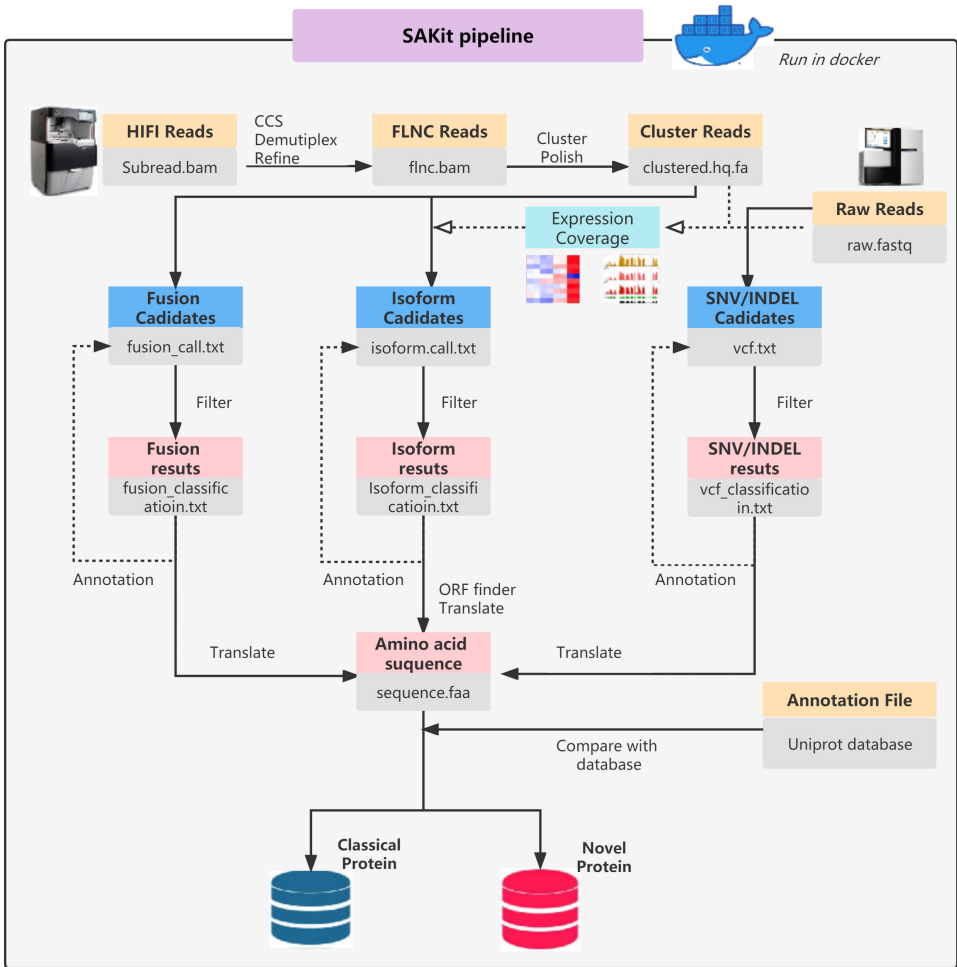 SAKit pipeline
Run in docker
HIFI Reads
Subread.bam
CCS
Demutiplex
Refine
FLNC Reads
flnc.bam
Cluster
Polish
Cluster Reads
clustered.hq.fa
Raw Reads
raw.fastq
Expression
Coverage
Fusion
Cadidates
fusion_call.txt
Isoform
Cadidates
isoform.call.txt
SNV/INDEL
Cadidates
vcf.txt
Filter
Filter
Filter
Fusion
resuts
fusion_classific
atioin.txt
Isoform
resuts
Isoform_classifi
catioin.txt
SNV/INDEL
resuts
vcf_classificatio
in.txt
Annotation
Annotation
Annotation
ORF finder
Translate
Translate
Amino acid
suquence
sequence.faa
Translate
Annotation File
Uniprot database
Compare with
database
Classical
Protein
Novel
Protein